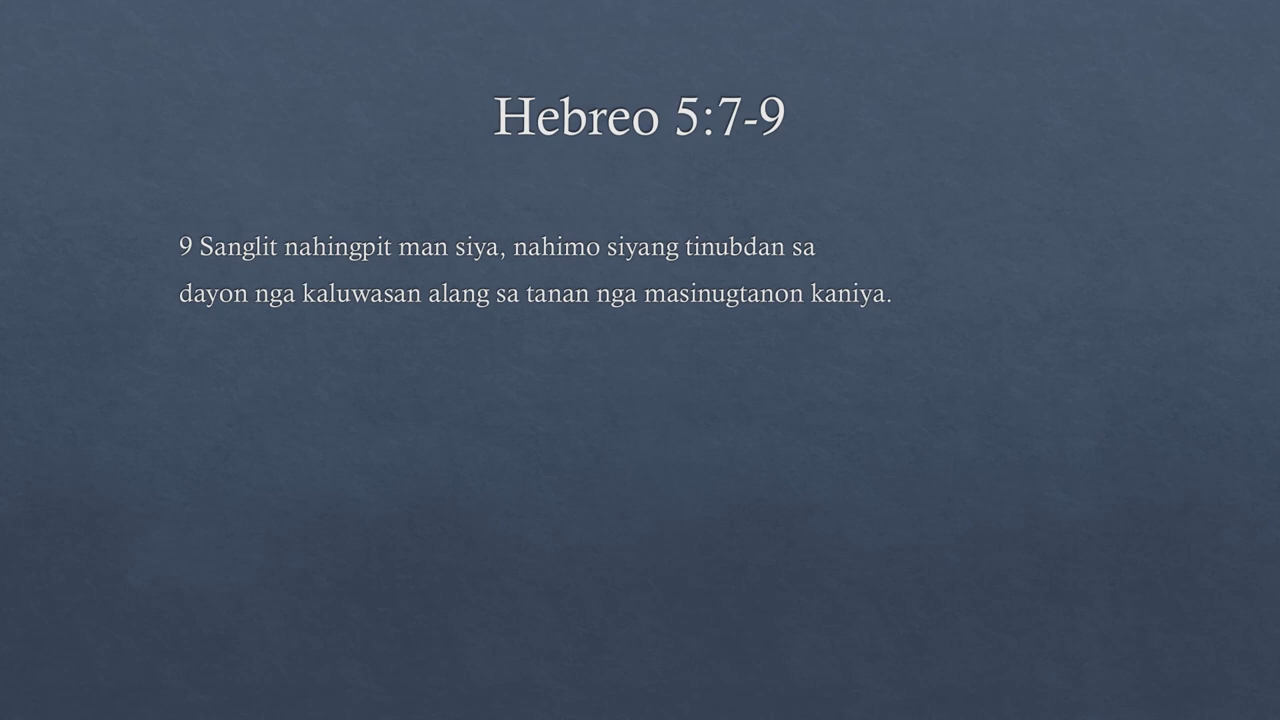 Hebreo 5:7-9
9 Sanglit nahingpit man siya, nahimo siyang tinubdan sa
dayon nga kaluwasan alang sa tanan nga masinugtanon kaniya.